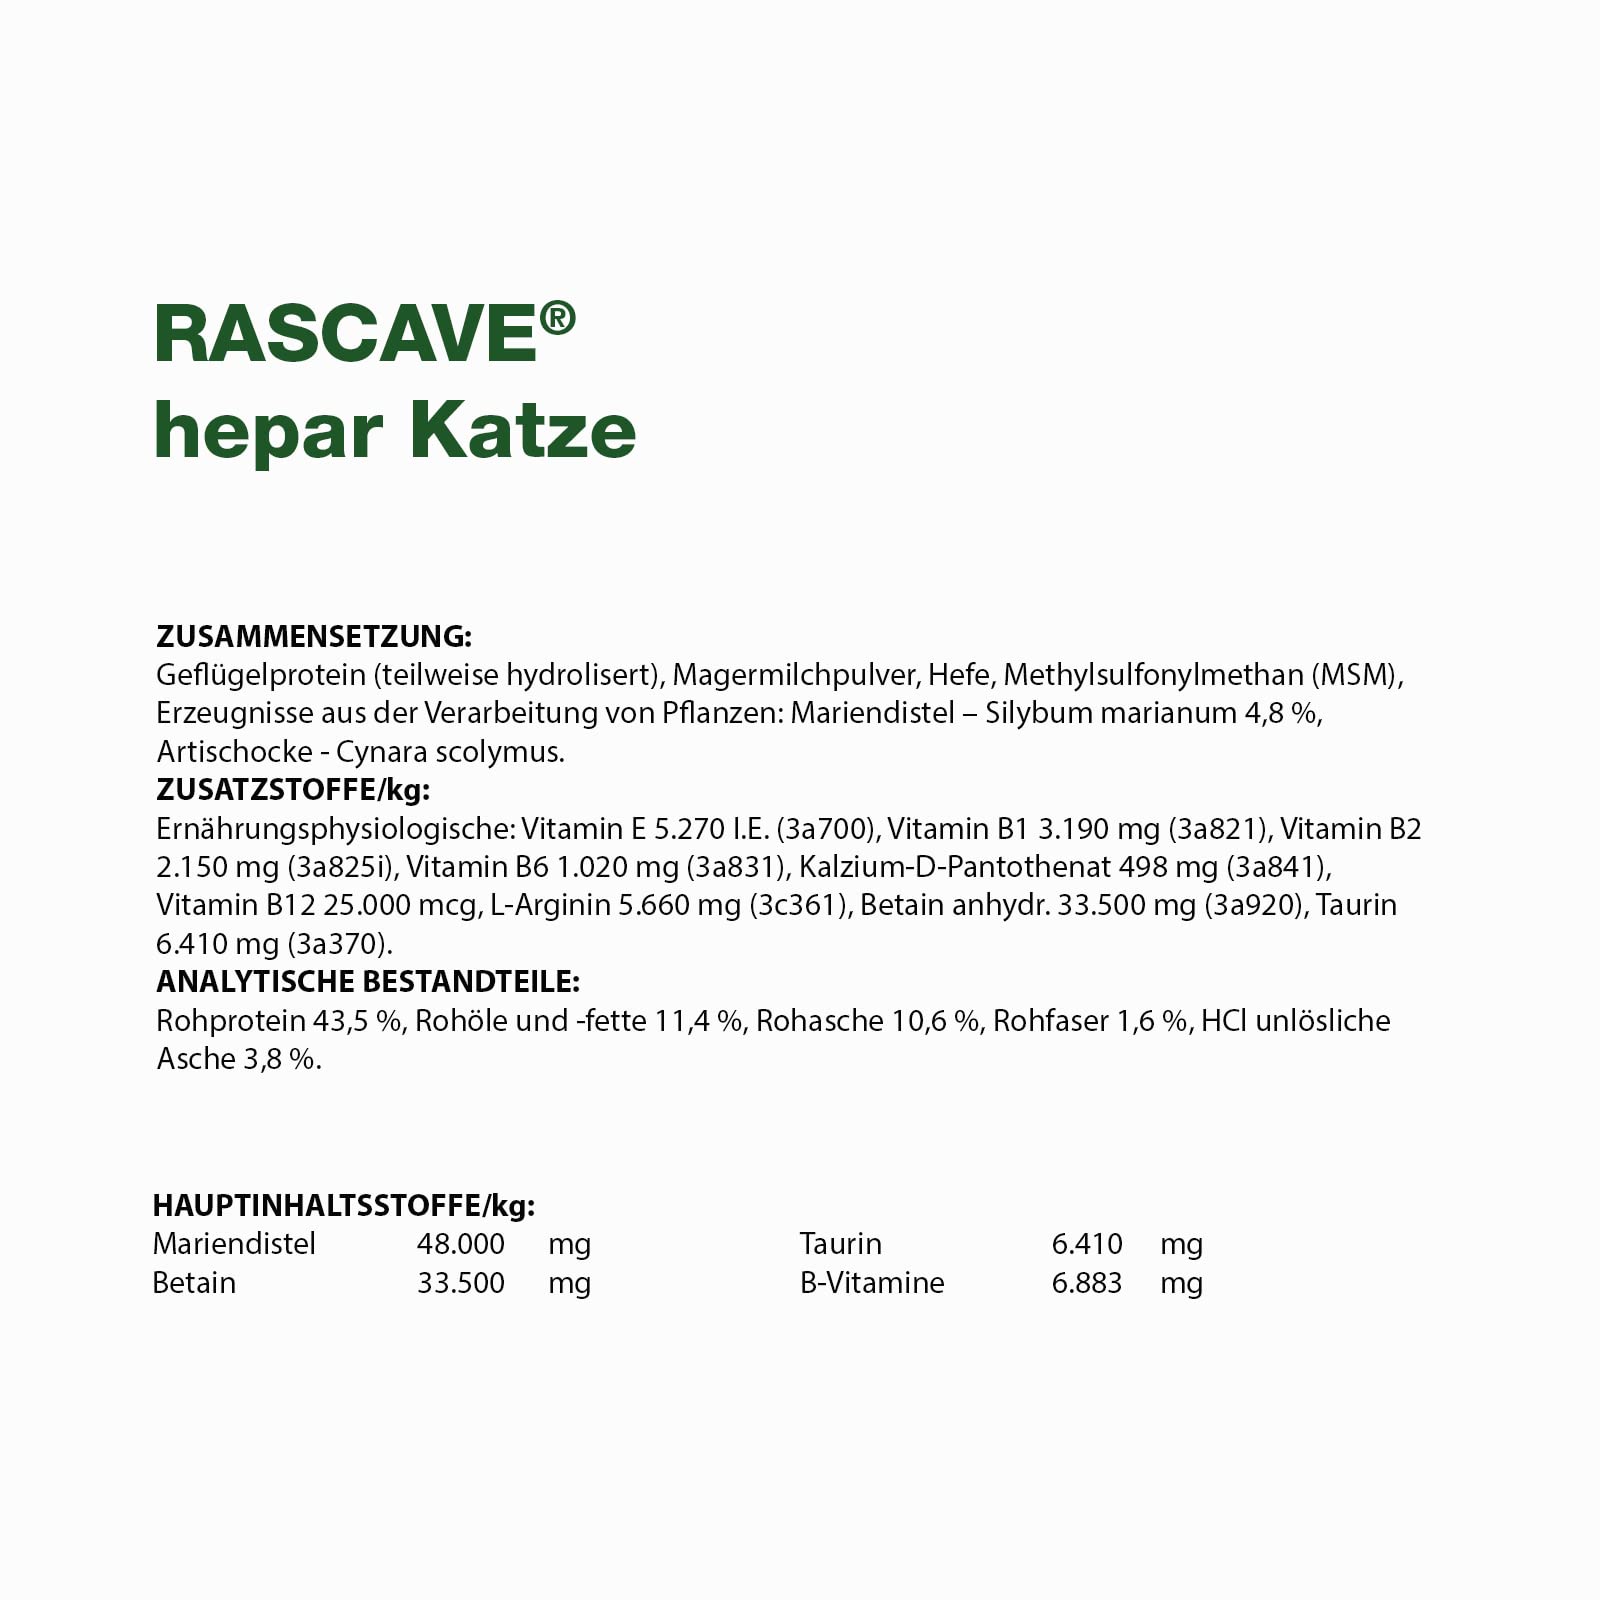 RASCAVE®
hepar Katze
ZUSAMMENSETZUNG:
Geflügelprotein (teilweise hydrolisert), Magermilchpulver, Hefe, Methylsulfonylmethan (MSM),
Erzeugnisse aus der Verarbeitung von Pflanzen: Mariendistel – Silybum marianum 4,8 %,
Artischocke - Cynara scolymus.
ZUSATZSTOFFE/kg:
Ernährungsphysiologische: Vitamin E 5.270 I.E. (3a700), Vitamin B1 3.190 mg (3a821), Vitamin B2
2.150 mg (3a825i), Vitamin B6 1.020 mg (3a831), Kalzium-D-Pantothenat 498 mg (3a841),
Vitamin B12 25.000 mcg, L-Arginin 5.660 mg (3c361), Betain anhydr. 33.500 mg (3a920), Taurin
6.410 mg (3a370).
ANALYTISCHE BESTANDTEILE:
Rohprotein 43,5 %, Rohöle und -fette 11,4 %, Rohasche 10,6 %, Rohfaser 1,6 %, HCl unlösliche
Asche 3,8 %.
HAUPTINHALTSSTOFFE/kg:
Mariendistel 48.000 mg Taurin 6.410 mg
Betain 33.500 mg B-Vitamine 6.883 mg